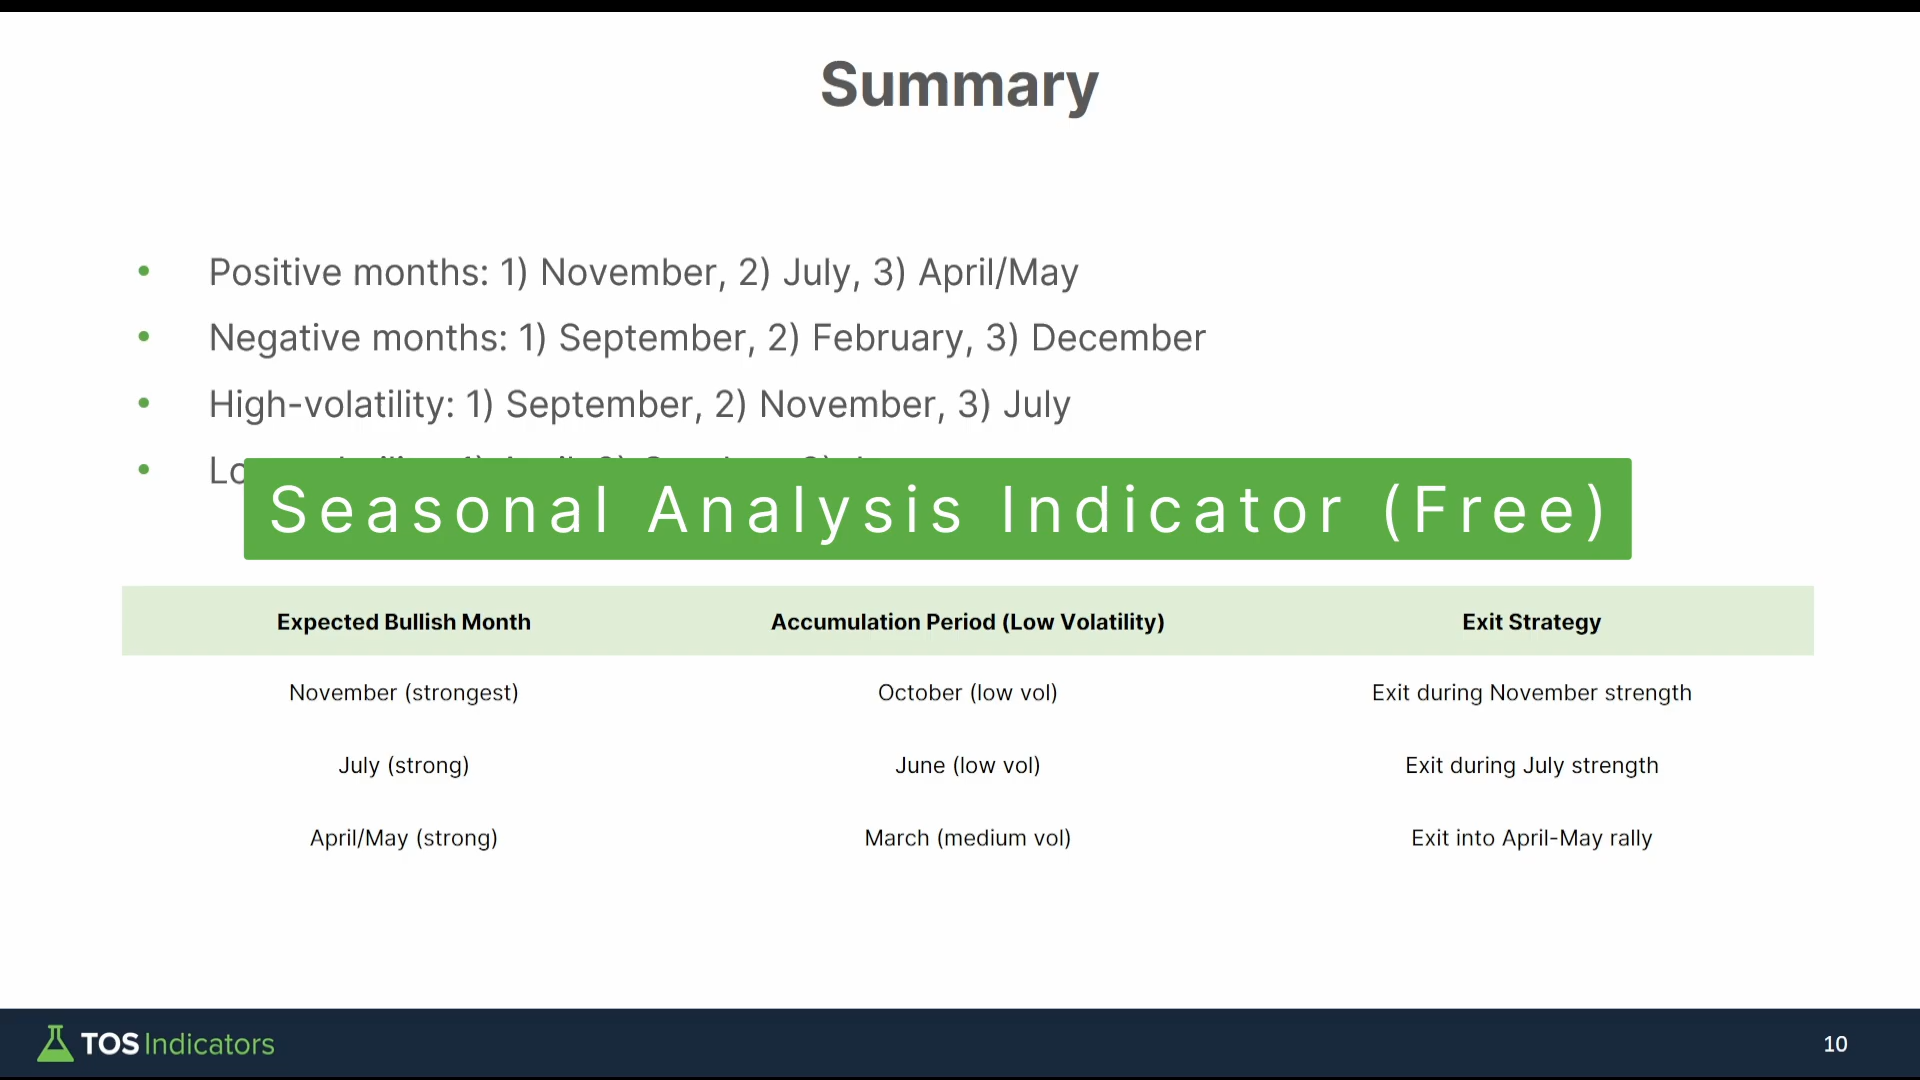 Summary
• Positive months: 1) November, 2) July, 3) April/May
• Negative months: 1) September, 2) February, 3) December
• High-volatility: 1) September, 2) November, 3) July
•
Seasonal Analysis Indicator (Free)
Expected Bullish Month Accumulation Period (Low Volatility) Exit Strategy
November (strongest) October (low vol) Exit during November strength
July (strong) June (low vol) Exit during July strength
April/May (strong) March (medium vol) Exit into April-May rally
TOS Indicators 10